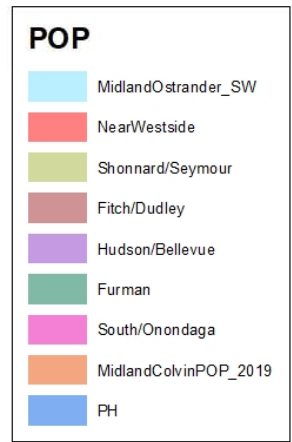 POP
MidlandOstrander_SW
NearWestside
Shonnard/Seymour
Fitch/Dudley
Hudson/Bellevue
Furman
South/Onondaga
MidlandColvinPOP_2019
PH